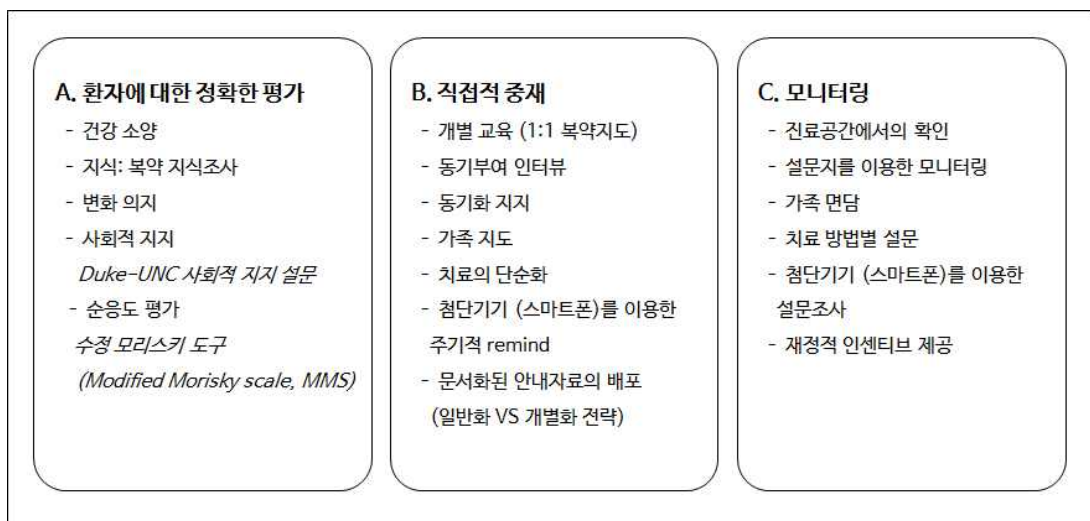 A. 환자에 대한 정확한 평가
- 건강 소양
- 지식: 복약 지식조사
- 변화 의지
- 사회적 지지
Duke-UNC 사회적 지지 설문
- 순응도 평가
수정 모리스키 도구
(Modified Morisky scale, MMS)
B. 직접적 중재
- 개별 교육 (1:1 복약지도)
- 동기부여 인터뷰
- 동기화 지지
- 가족 지도
- 치료의 단순화
- 첨단기기 (스마트폰)를 이용한
주기적 remind
- 문서화된 안내자료의 배포
(일반화 VS 개별화 전략)
C. 모니터링
- 진료공간에서의 확인
- 설문지를 이용한 모니터링
- 가족 면담
- 치료 방법별 설문
- 첨단기기 (스마트폰)를 이용한
설문조사
- 재정적 인센티브 제공